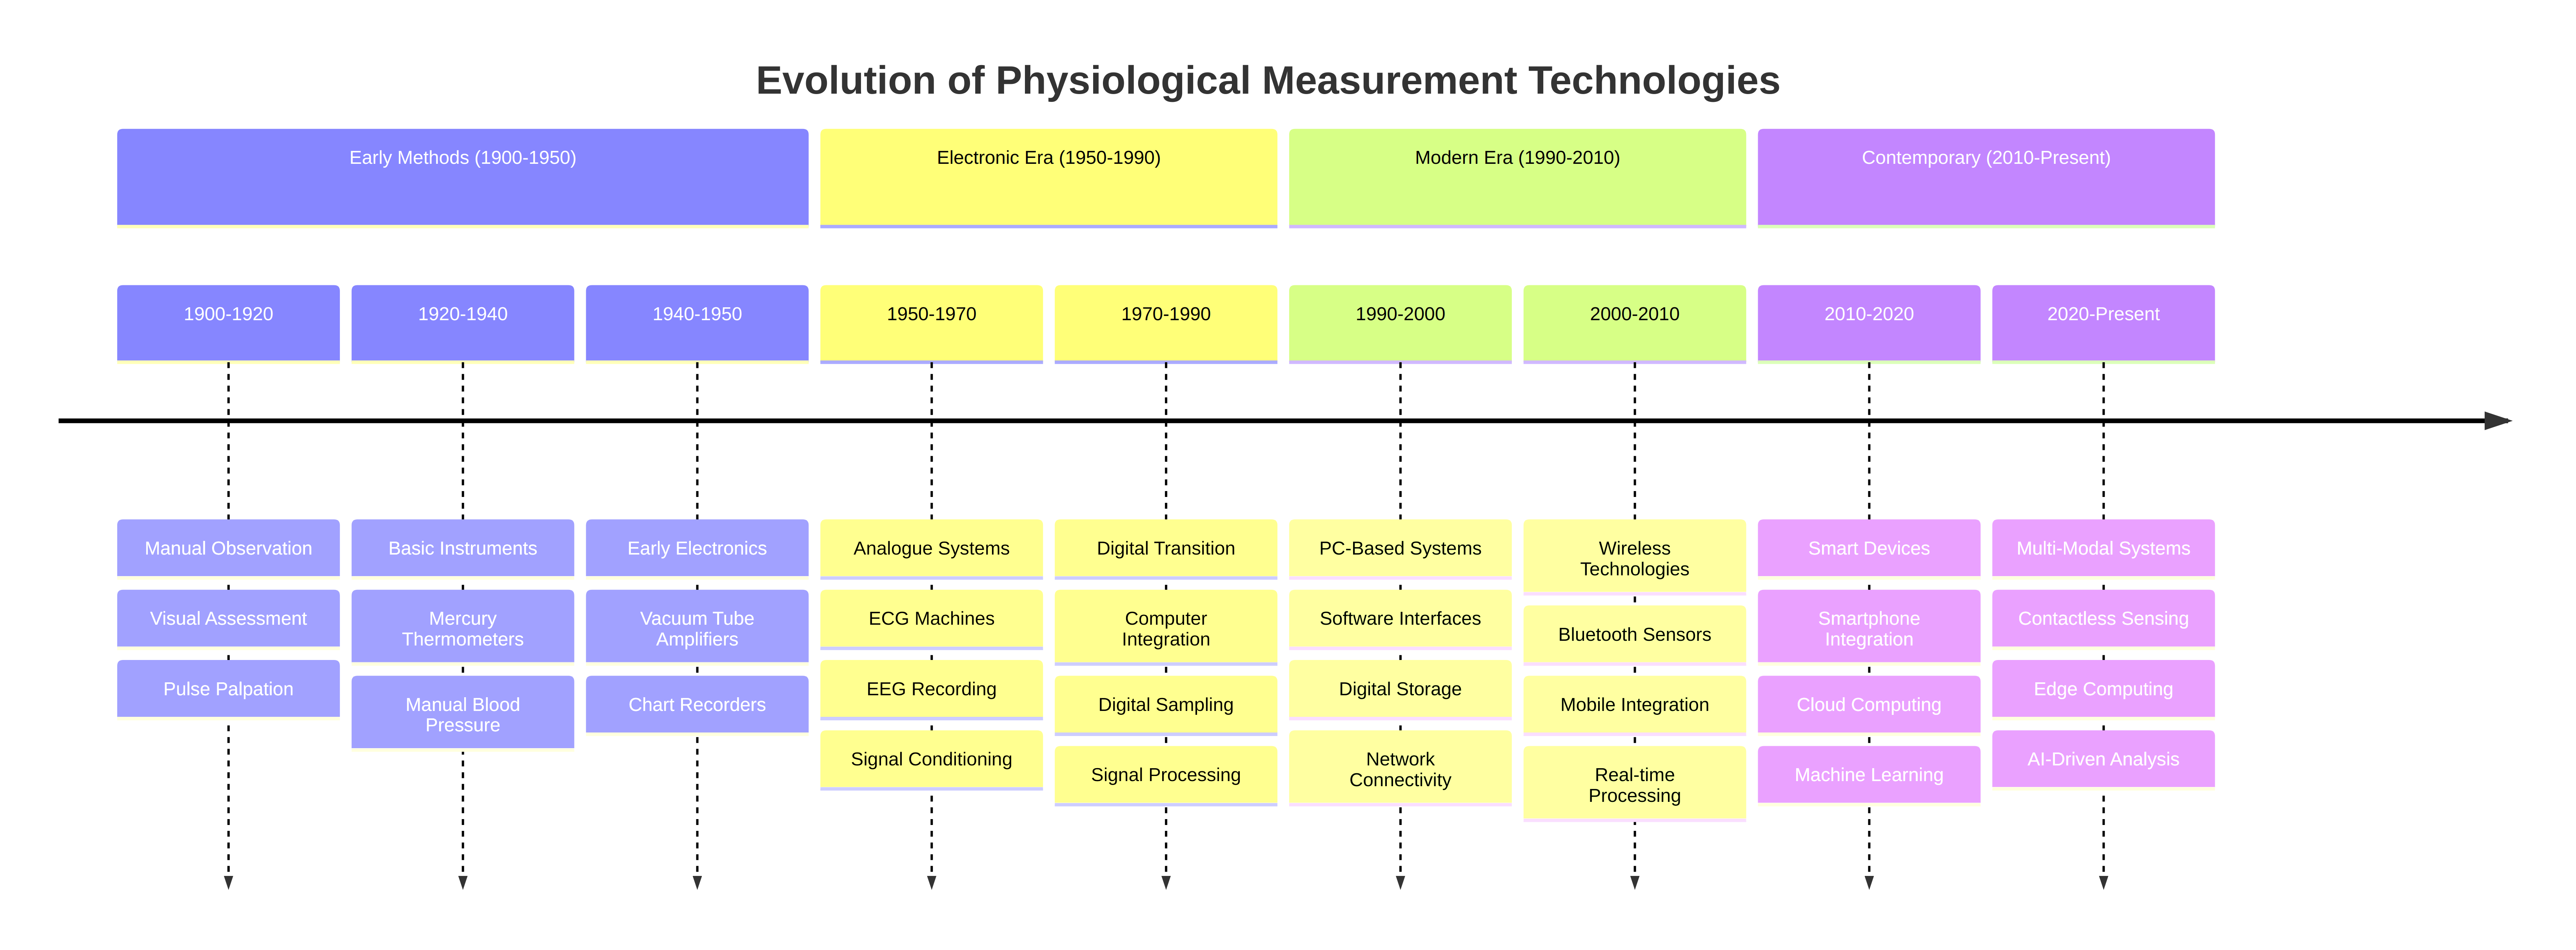 Evolution of Physiological Measurement Technologies
Early Methods (1900-1950)
Electronic Era (1950-1990)
Modern Era (1990-2010)
Contemporary (2010-Present)
1900-1920
1920-1940
1940-1950
1950-1970
1970-1990
1990-2000
2000-2010
2010-2020
2020-Present
Manual Observation
Visual Assessment
Pulse Palpation
Basic Instruments
Mercury
Thermometers
Manual Blood
Pressure
Early Electronics
Vacuum Tube
Amplifiers
Chart Recorders
Analogue Systems
ECG Machines
EEG Recording
Signal Conditioning
Digital Transition
Computer
Integration
Digital Sampling
Signal Processing
PC-Based Systems
Software Interfaces
Digital Storage
Network
Connectivity
Wireless
Technologies
Bluetooth Sensors
Mobile Integration
Real-time
Processing
Smart Devices
Smartphone
Integration
Cloud Computing
Machine Learning
Multi-Modal Systems
Contactless Sensing
Edge Computing
AI-Driven Analysis